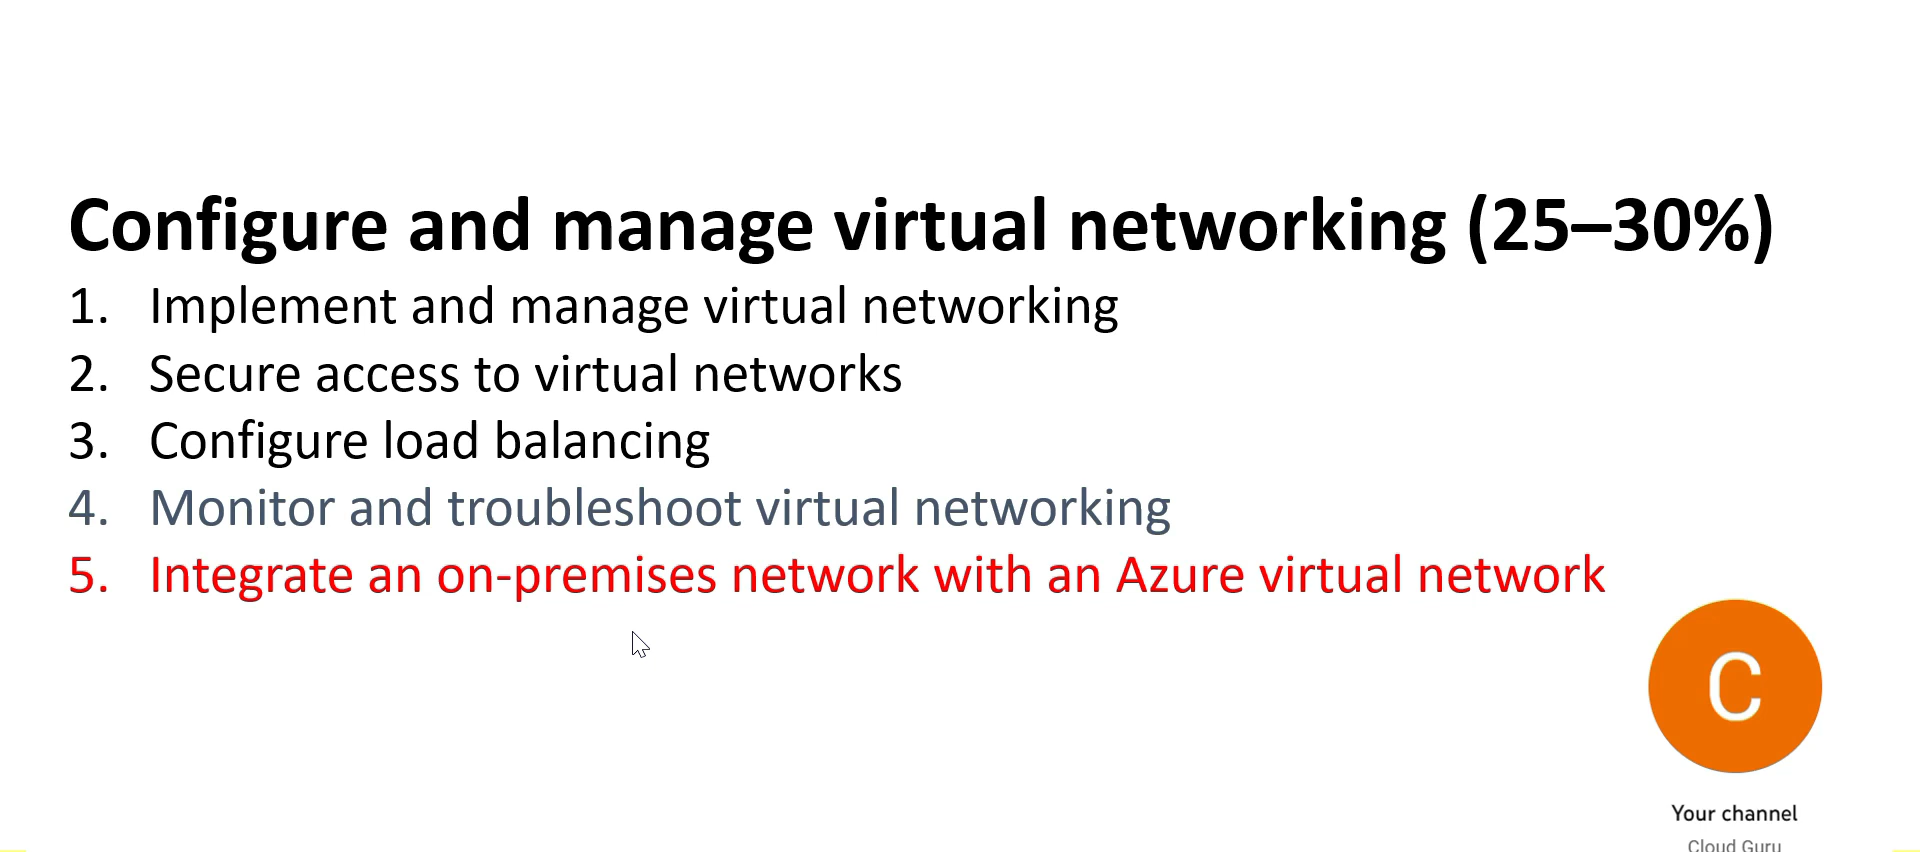 Configure and manage virtual networking (25–30%)
1. Implement and manage virtual networking
2. Secure access to virtual networks
3. Configure load balancing
4. Monitor and troubleshoot virtual networking
5. Integrate an on-premises network with an Azure virtual network
C
Your channel
Cloud Guru